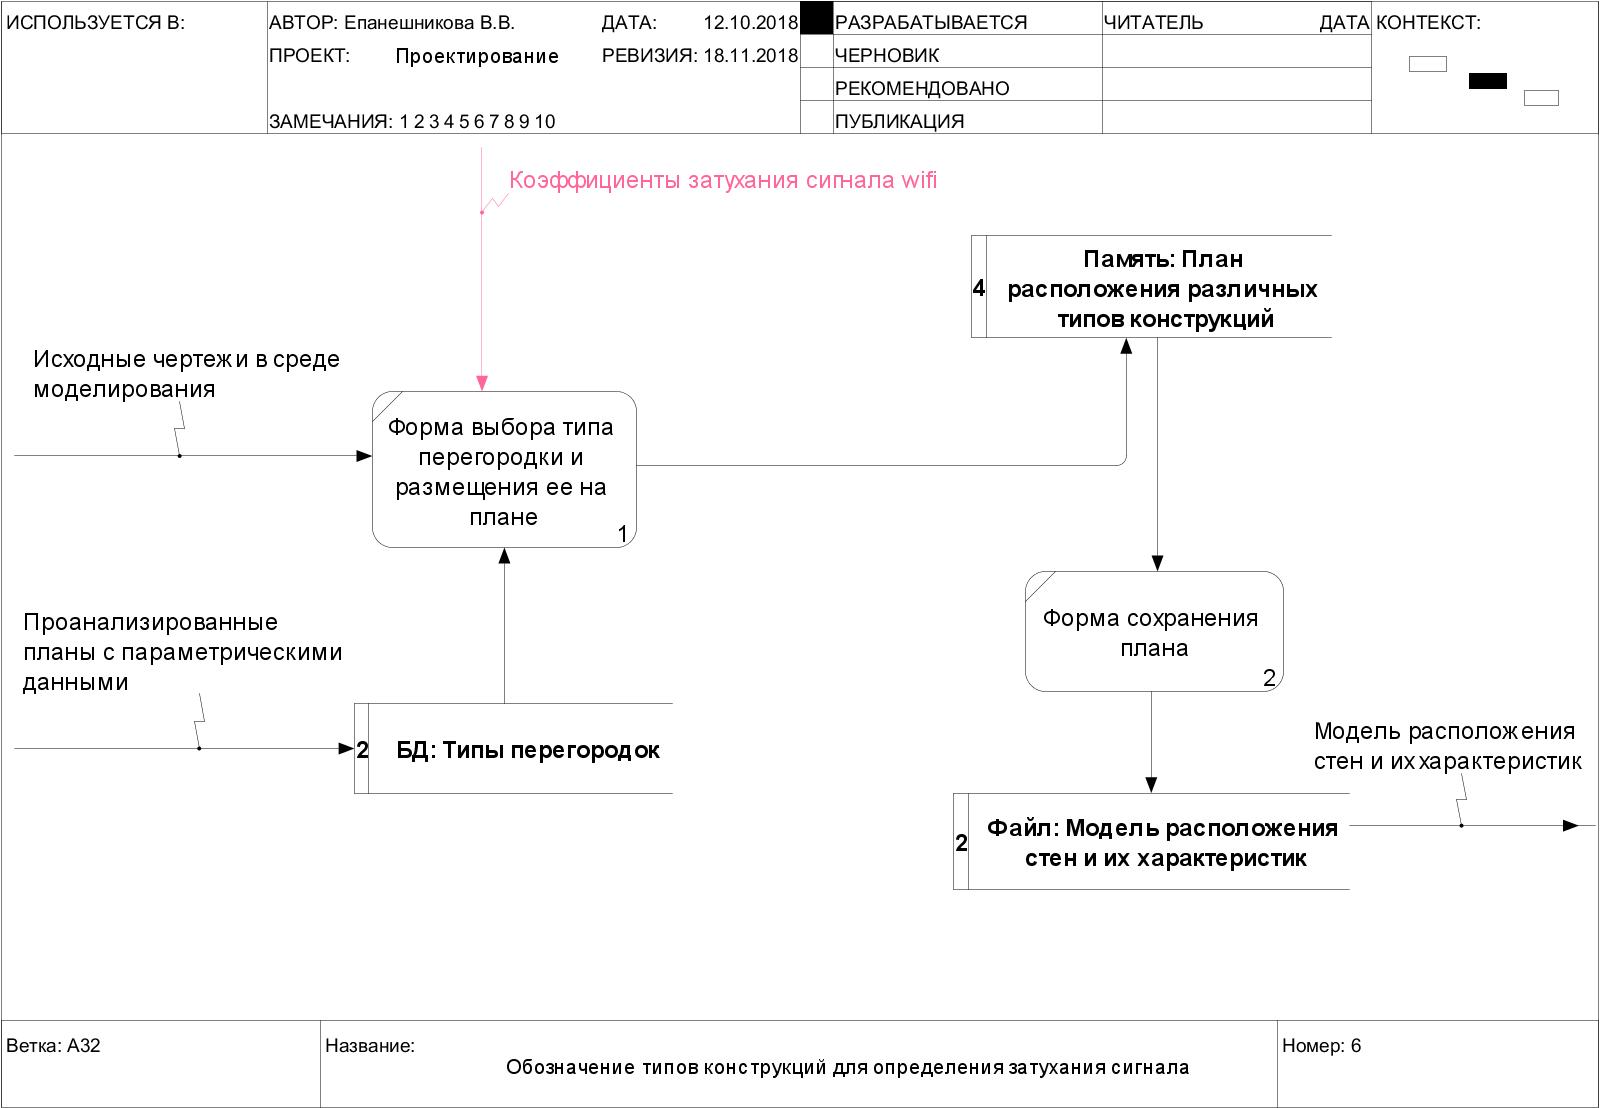 ИСПОЛЬЗУЕТСЯ В:
АВТОР: Епанешникова В.В.
ДАТА: 12.10.2018
РАЗРАБАТЫВАЕТСЯ
ЧИТАТЕЛЬ
ДАТА
КОНТЕКСТ:
ПРОЕКТ: Проектирование
РЕВИЗИЯ: 18.11.2018
ЧЕРНОВИК
РЕКОМЕНДОВАНО
ЗАМЕЧАНИЯ: 1 2 3 4 5 6 7 8 9 10
ПУБЛИКАЦИЯ
Коэффициенты затухания сигнала wifi
4
Память: План
расположения различных
типов конструкций
Исходные чертежи в среде
моделирования
Форма выбора типа
перегородки и
размещения ее на
плане
1
Форма сохранения
плана
2
Проанализированные
планы с параметрическими
данными
2
БД: Типы перегородок
Модель расположения
стен и их характеристик
2
Файл: Модель расположения
стен и их характеристик
Ветка: A32
Название:
Обозначение типов конструкций для определения затухания сигнала
Номер: 6